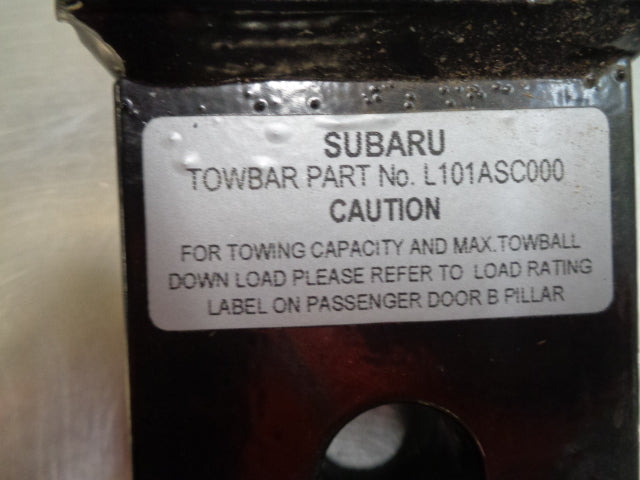 SUBARU
TOWBAR PART No. L101ASC000
CAUTION
FOR TOWING CAPACITY AND MAX.TOWBALL
DOWN LOAD PLEASE REFER TO LOAD RATING
LABEL ON PASSENGER DOOR B PILLAR